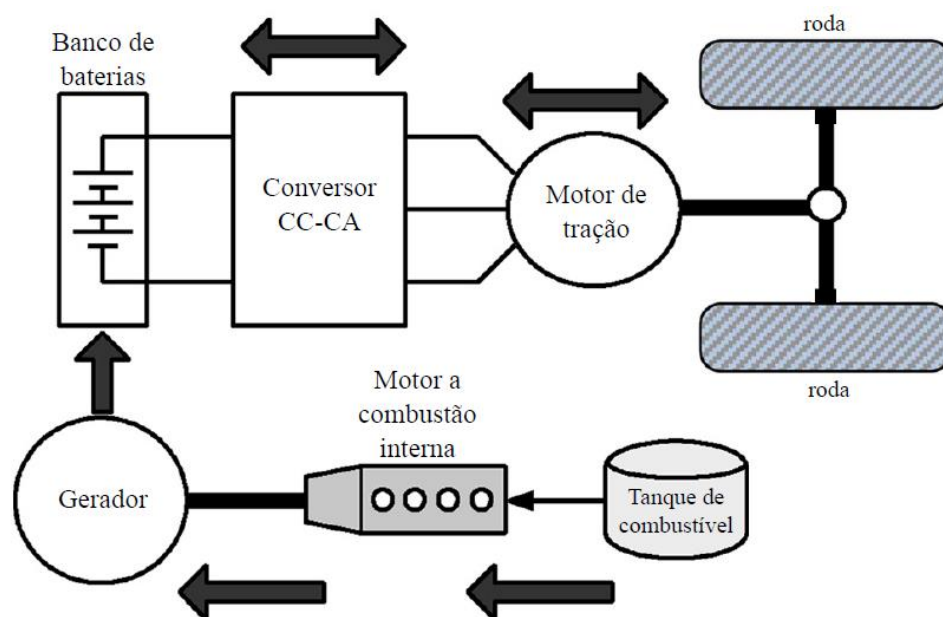 Banco de
baterias
roda
Conversor
CC-CA
Motor de
tração
roda
Motor a
combustão
interna
Gerador
Tanque de
combustível